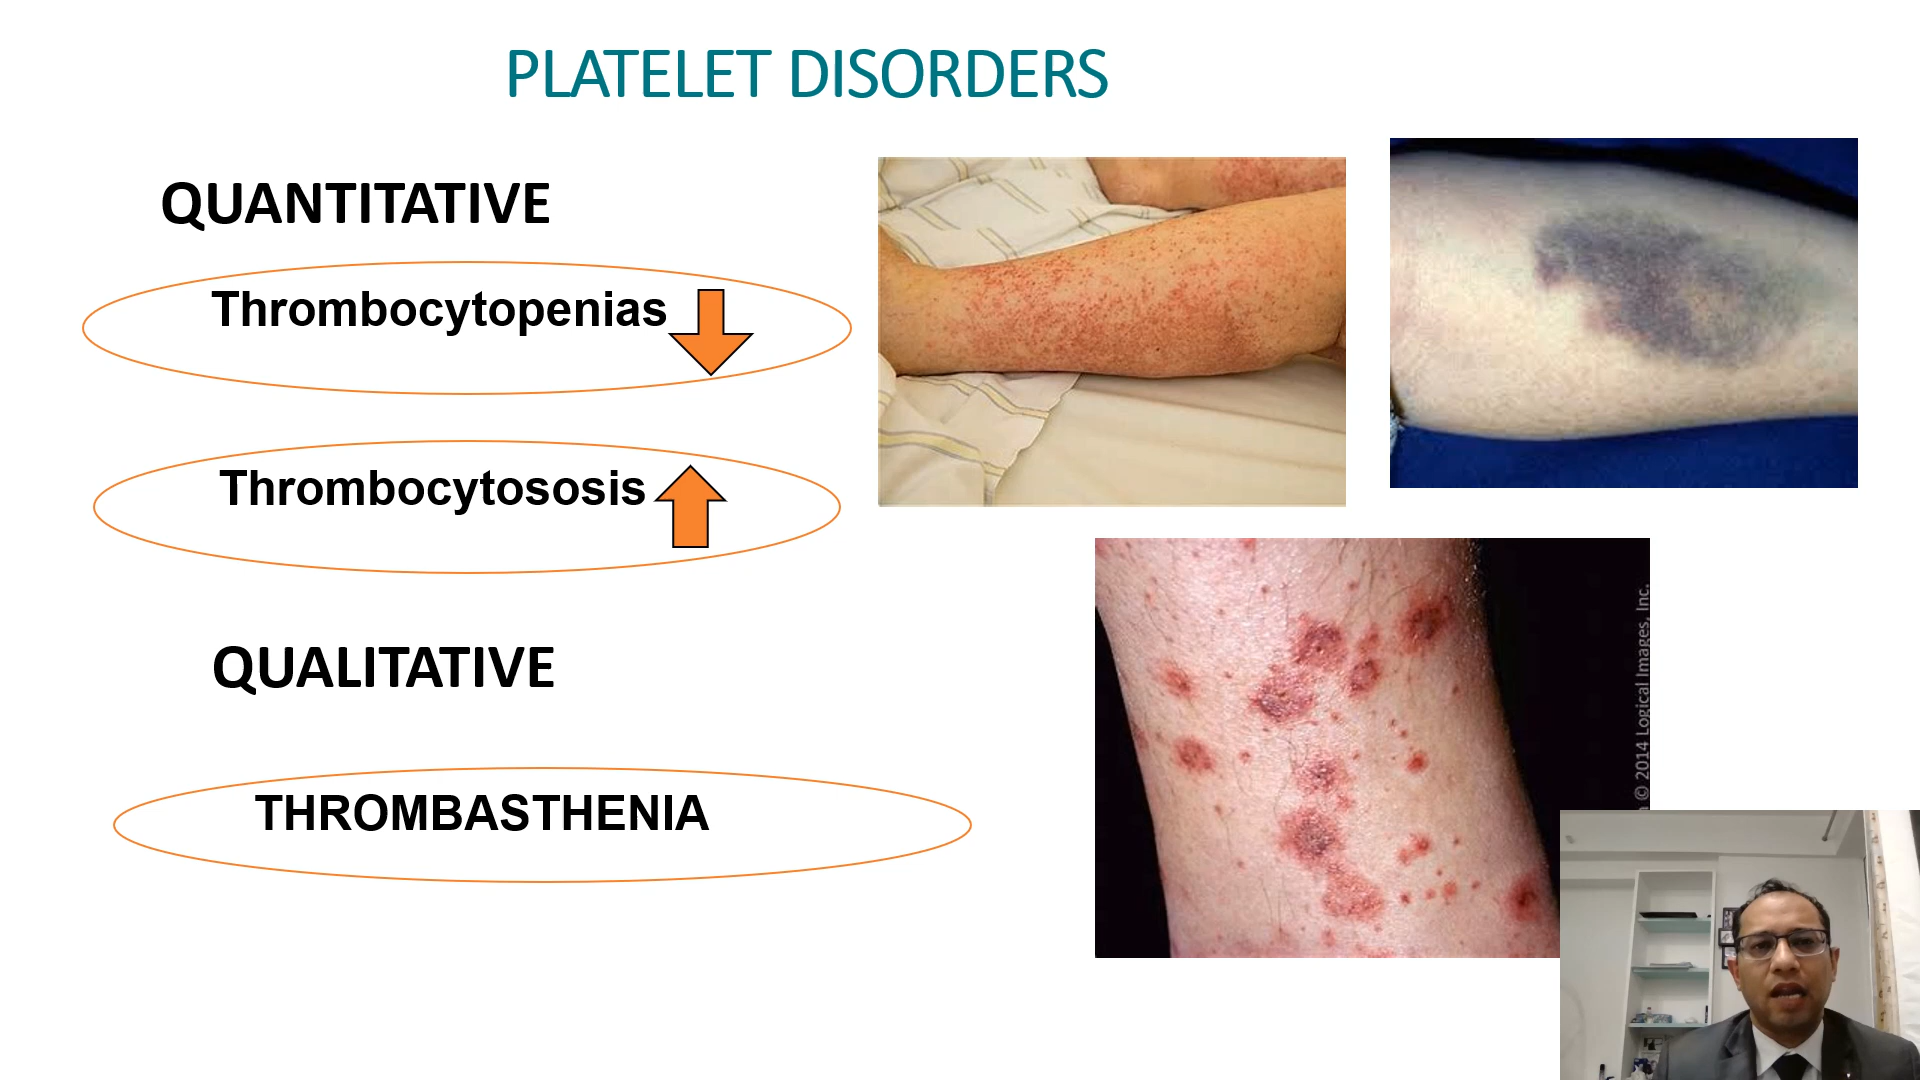 PLATELET DISORDERS
QUANTITATIVE
Thrombocytopenias
Thrombocytososis
QUALITATIVE
THROMBASTHENIA
© 2014 Logical Images, Inc.